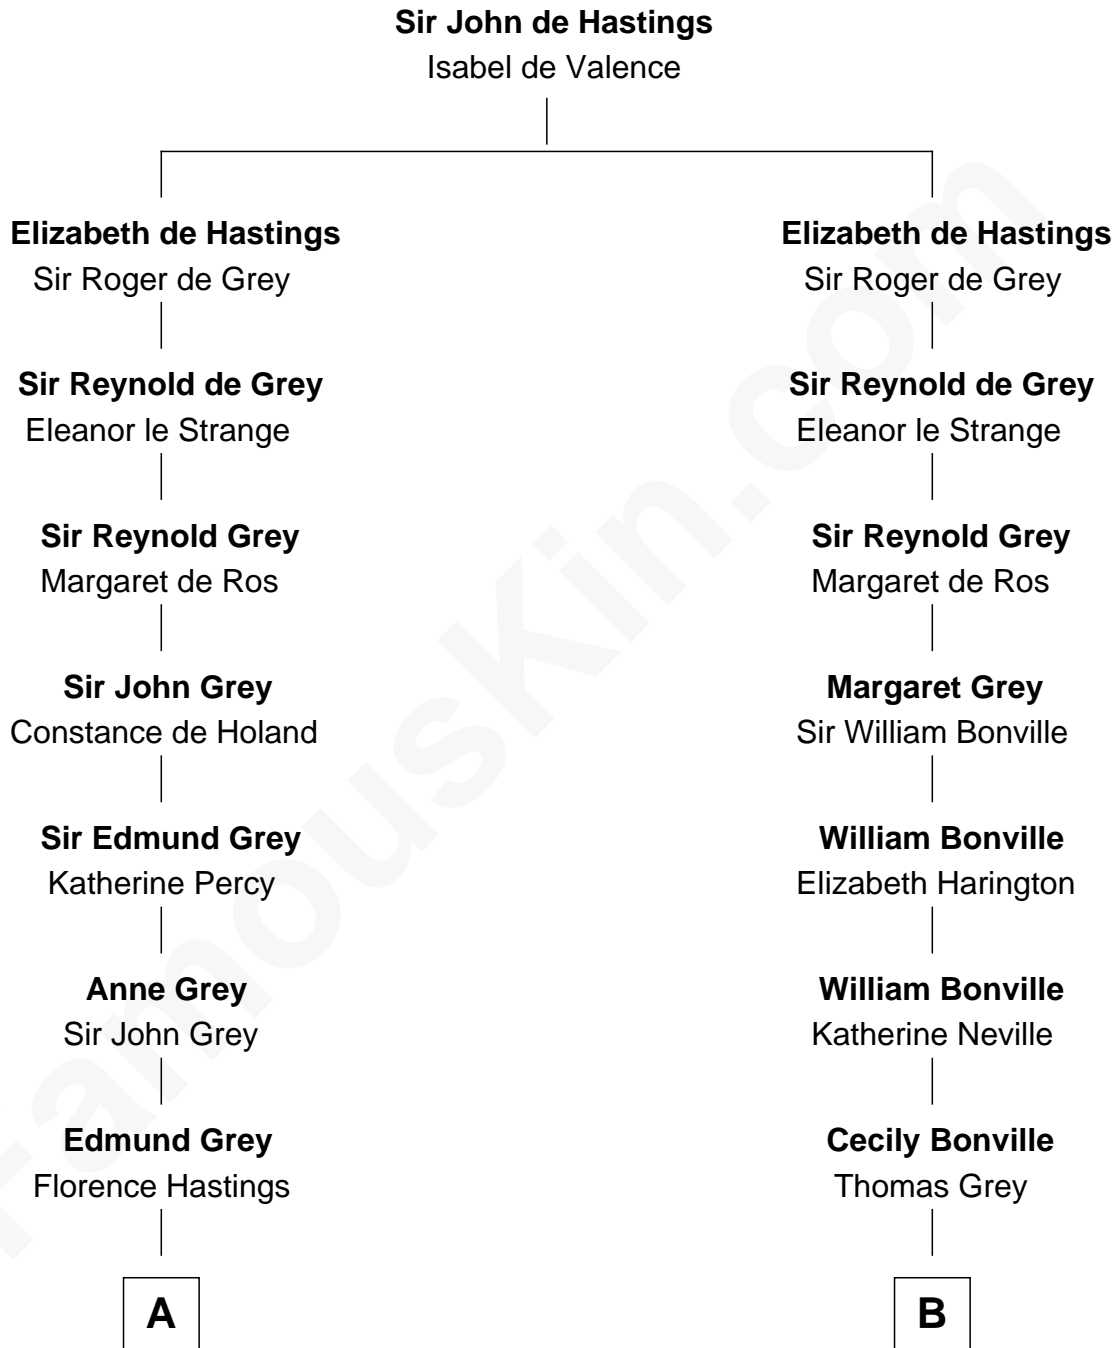 Sir John de Hastings
Isabel de Valence
Elizabeth de Hastings
Sir Roger de Grey
Elizabeth de Hastings
Sir Roger de Grey
Sir Reynold de Grey
Eleanor le Strange
Sir Reynold de Grey
Eleanor le Strange
Sir Reynold Grey
Margaret de Ros
Sir Reynold Grey
Margaret de Ros
Sir John Grey
Constance de Holand
Margaret Grey
Sir William Bonville
Sir Edmund Grey
Katherine Percy
William Bonville
Elizabeth Harington
Anne Grey
Sir John Grey
William Bonville
Katherine Neville
Edmund Grey
Florence Hastings
Cecily Bonville
Thomas Grey
A
B
FamousKin.com